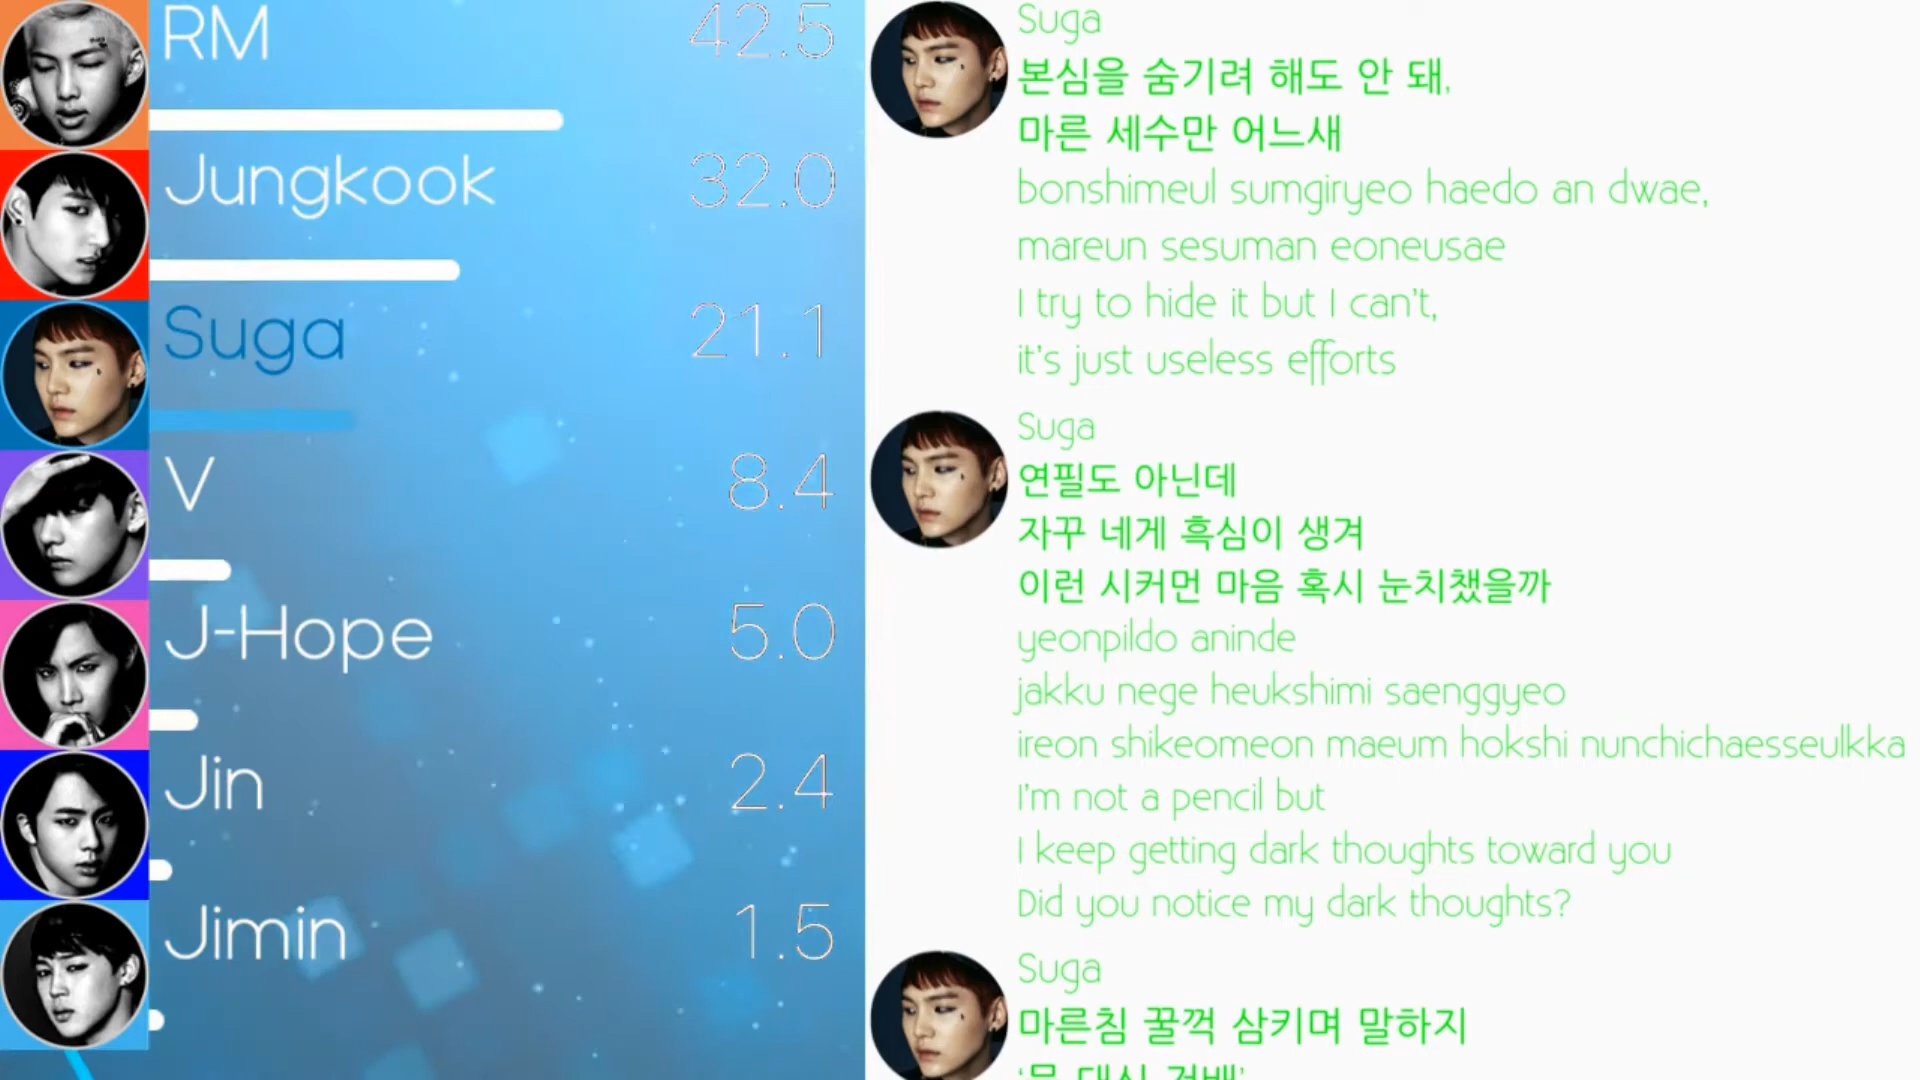 RM 42.5
Jungkook 32.0
Suga 21.1
V 8.4
J-Hope 5.0
Jin 2.4
Jimin 1.5
Suga
본심을 숨기려 해도 안 돼,
마른 세수만 어느새
bonshimeul sumgiryeo haedo an dwae,
mareun sesuman eoneusae
I try to hide it but I can't,
it's just useless efforts
Suga
연필도 아닌데
자꾸 네게 흑심이 생겨
이런 시커먼 마음 혹시 눈치챘을까
yeonpildo aninde
jakku nege heukshimi saenggyeo
ireon shikeomeon maeum hokshi nunchichaesseulkka
I'm not a pencil but
I keep getting dark thoughts toward you
Did you notice my dark thoughts?
Suga
마른침 꿀꺽 삼키며 말하지